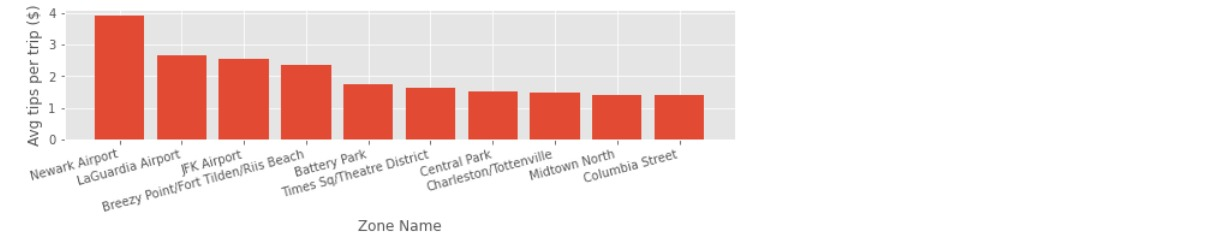 Avg tips per trip ($)
4
3
2
1
0
Newark Airport
LaGuardia Airport
JFK Airport
Breezy Point/Fort Tilden/Riis Beach
Battery Park
Times Sq/Theatre District
Central Park
Charleston/Tottenville
Midtown North
Columbia Street
Zone Name